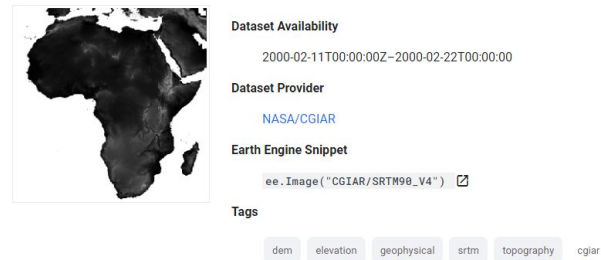 Dataset Availability
2000-02-11T00:00:00Z–2000-02-22T00:00:00
Dataset Provider
NASA/CGIAR
Earth Engine Snippet
ee.Image("CGIAR/SRTM90_V4")
Tags
dem elevation geophysical srtm topography cgiar